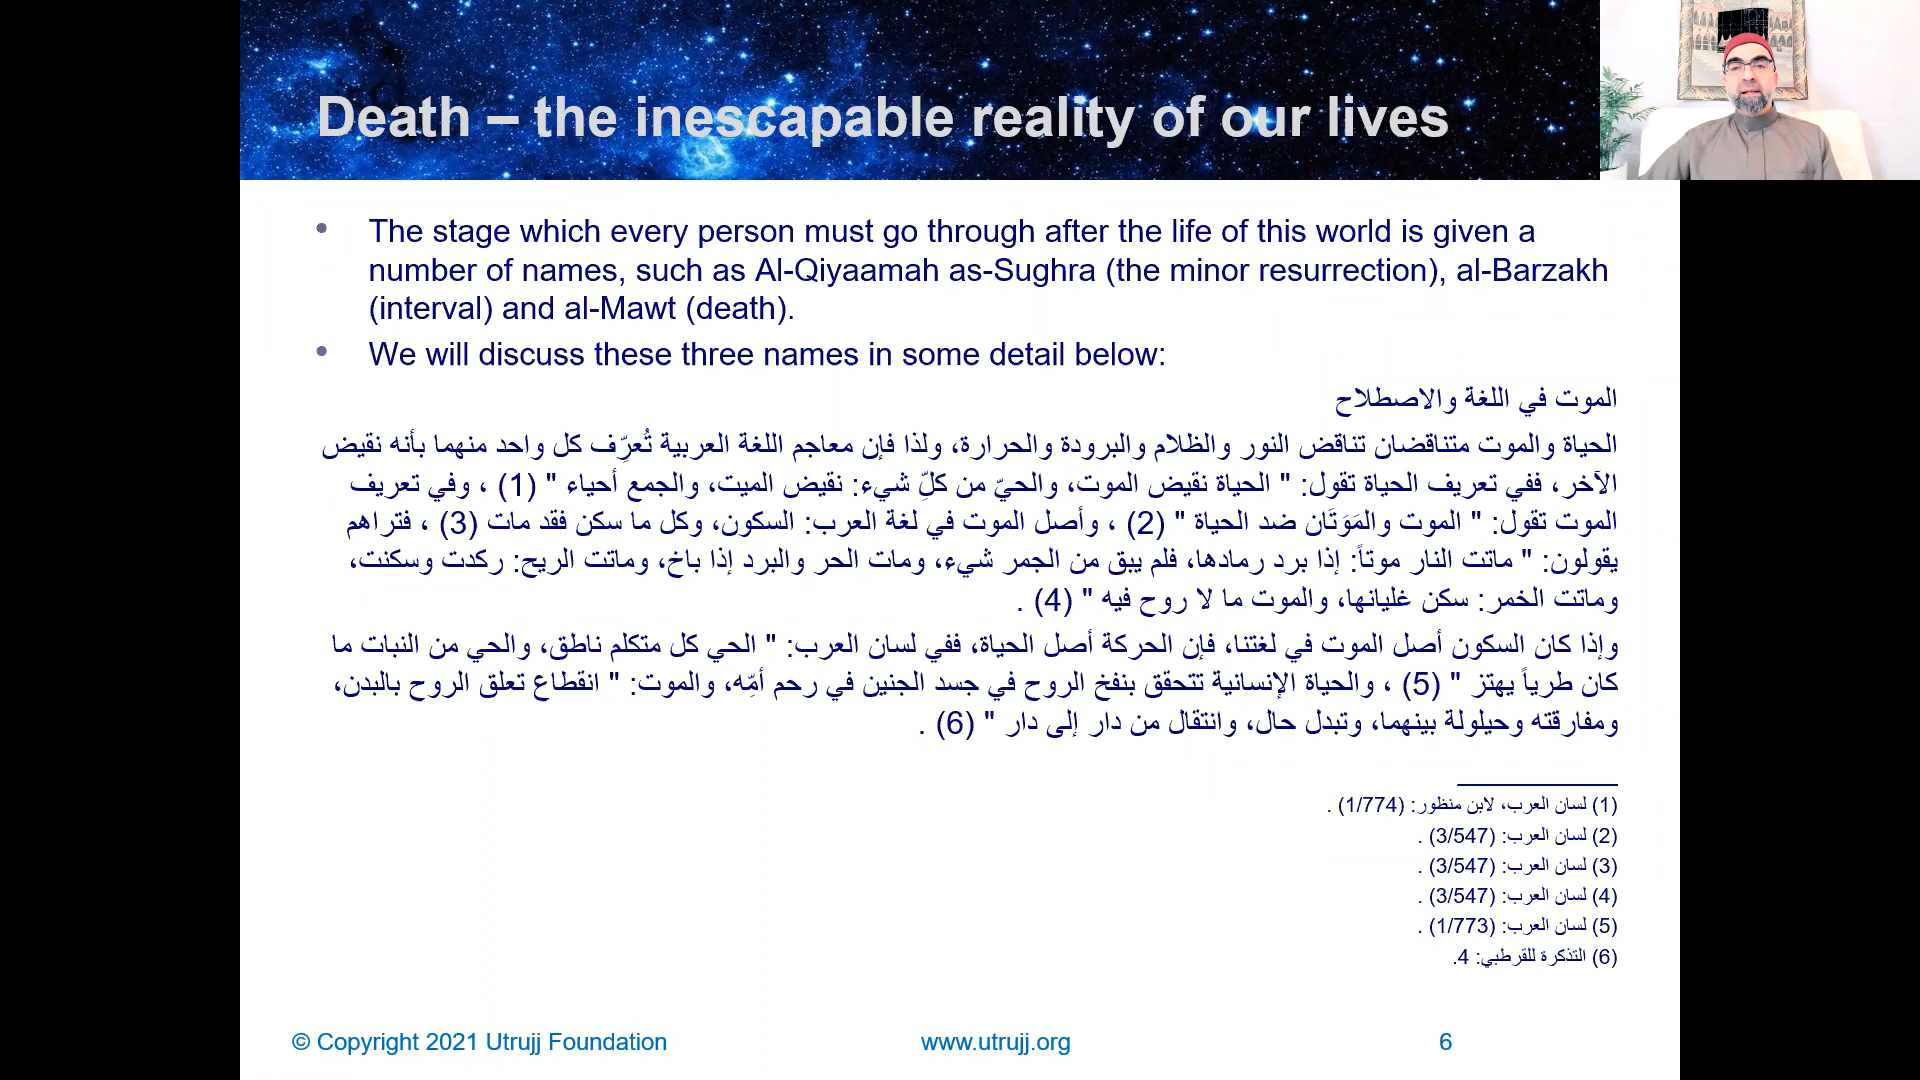 Death – the inescapable reality of our lives
• The stage which every person must go through after the life of this world is given a
number of names, such as Al-Qiyaamah as-Sughra (the minor resurrection), al-Barzakh
(interval) and al-Mawt (death).
• We will discuss these three names in some detail below:
الموت في اللغة والاصطلاح
الحياة والموت متناقضان تناقض النور والظلام والبرودة والحرارة، ولذا فإن معاجم اللغة العربية تُعرِّف كل واحد منهما بأنه نقيض
الآخر، ففي تعريف الحياة تقول: " الحياة نقيض الموت، والحيّ من كلِّ شيء: نقيض الميت، والجمع أحياء " (1) ، وفي تعريف
الموت تقول: " الموت والمَوَتَان ضد الحياة " (2) ، وأصل الموت في لغة العرب: السكون، وكل ما سكن فقد مات (3) ، فتراهم
يقولون: " ماتت النار موتاً: إذا برد رمادها، فلم يبق من الجمر شيء، ومات الحر والبرد إذا باخ، وماتت الريح: ركدت وسكنت،
وماتت الخمر: سكن غليانها، والموت ما لا روح فيه " (4) .
وإذا كان السكون أصل الموت في لغتنا، فإن الحركة أصل الحياة، ففي لسان العرب: " الحي كل متكلم ناطق، والحي من النبات ما
كان طرياً يهتز " (5) ، والحياة الإنسانية تتحقق بنفخ الروح في جسد الجنين في رحم أمِّه، والموت: " انقطاع تعلق الروح بالبدن،
ومفارقته وحيلولة بينهما، وتبدل حال، وانتقال من دار إلى دار " (6) .
(1) لسان العرب، لابن منظور: (1/774) .
(2) لسان العرب: (3/547) .
(3) لسان العرب: (3/547) .
(4) لسان العرب: (3/547) .
(5) لسان العرب: (1/773) .
(6) التذكرة للقرطبي: 4.
© Copyright 2021 Utrujj Foundation
www.utrujj.org
6